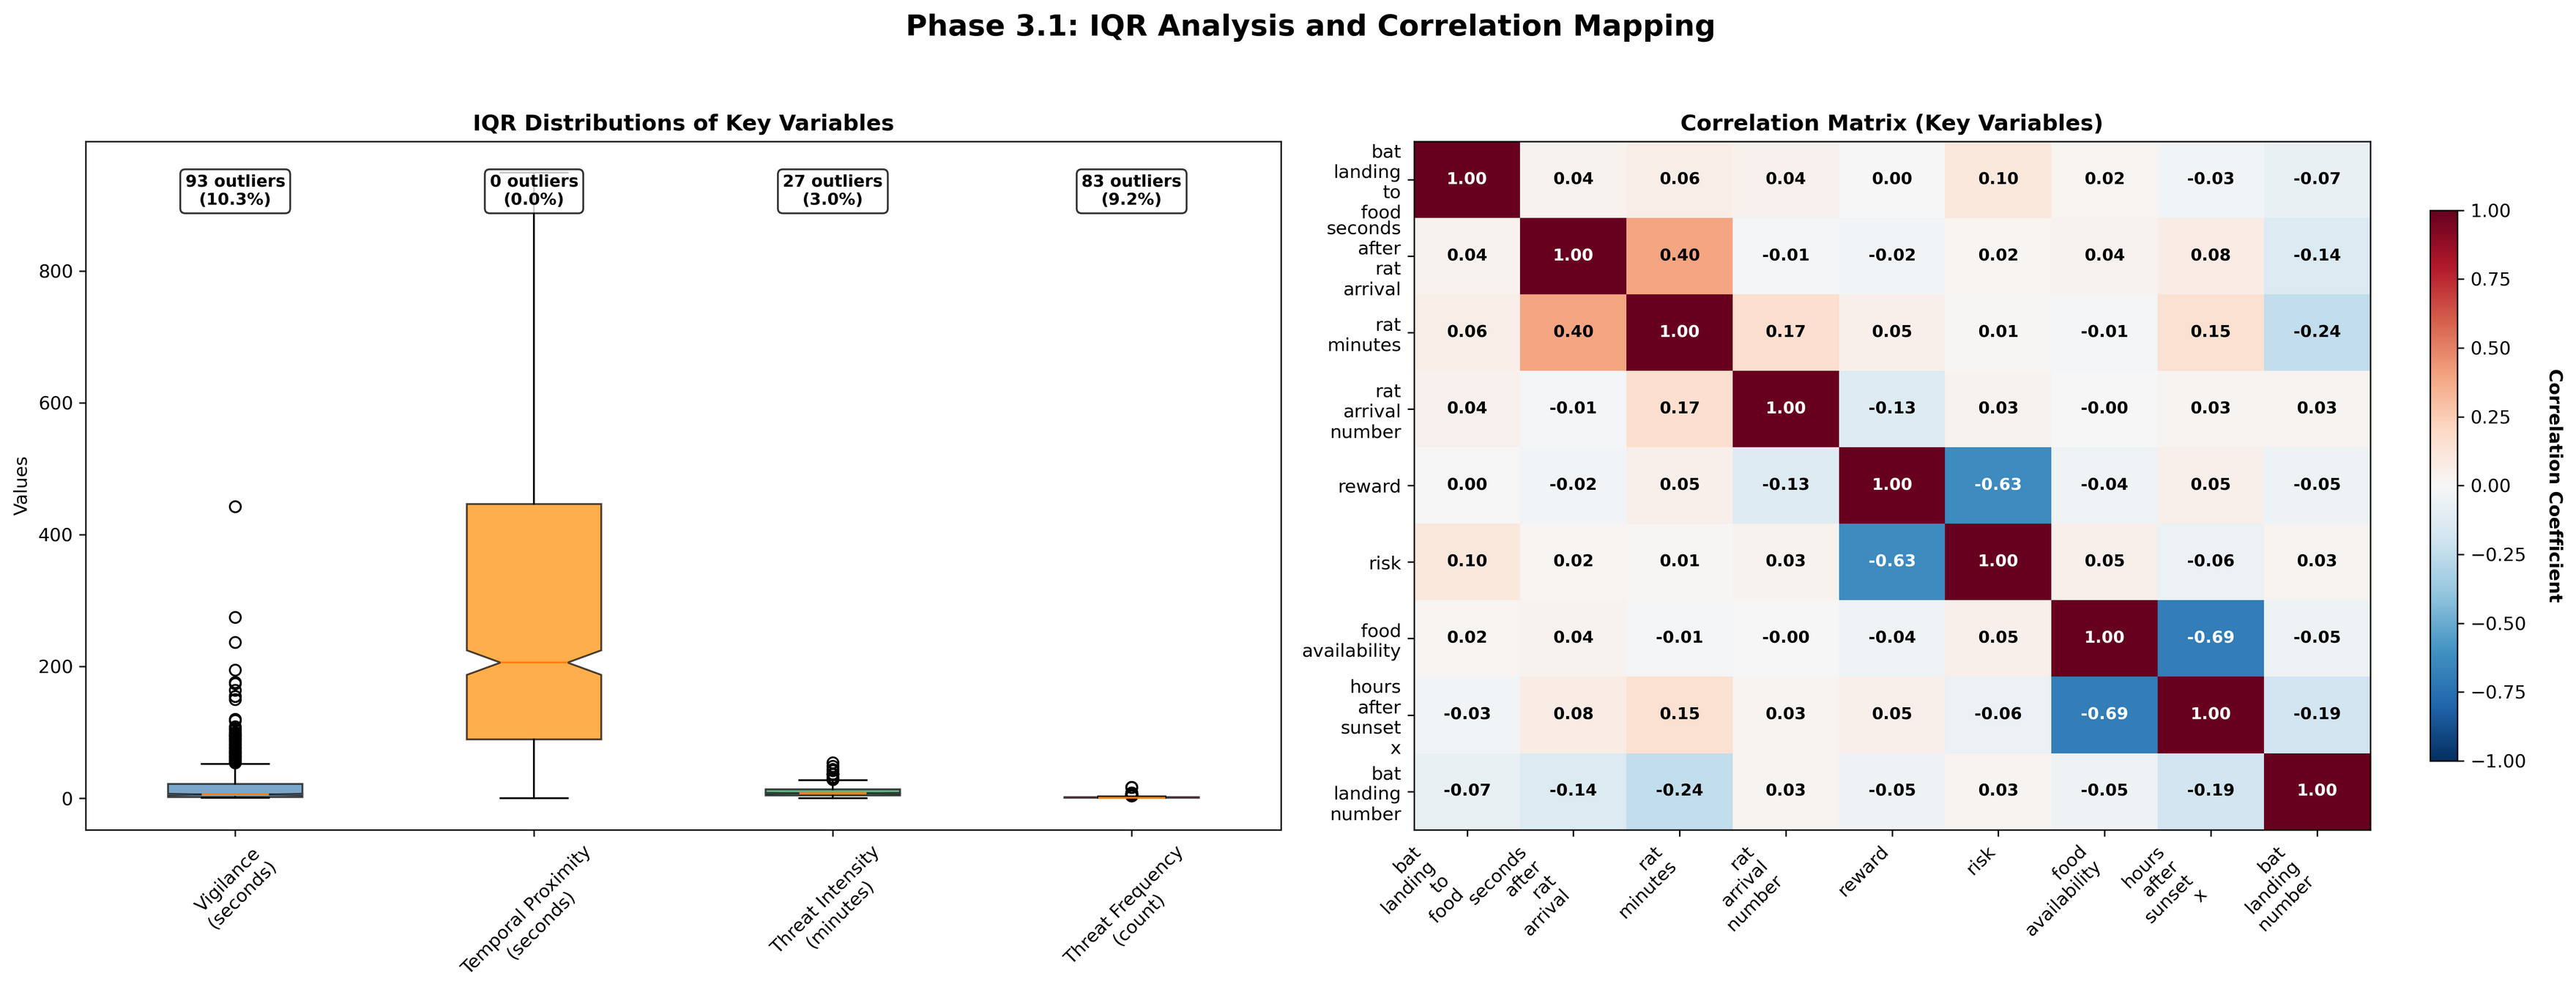 Phase 3.1: IQR Analysis and Correlation Mapping
IQR Distributions of Key Variables
93 outliers
(10.3%)
0 outliers
(0.0%)
27 outliers
(3.0%)
83 outliers
(9.2%)
Values
800
600
400
200
0
Vigilance
(seconds)
Temporal Proximity
(seconds)
Threat Intensity
(minutes)
Threat Frequency
(count)
Correlation Matrix (Key Variables)
bat
landing
to
food
1.00 0.04 0.06 0.04 0.00 0.10 0.02 -0.03 -0.07
seconds
after
rat
arrival
0.04 1.00 0.40 -0.01 -0.02 0.02 0.04 0.08 -0.14
rat
minutes
0.06 0.40 1.00 0.17 0.05 0.01 -0.01 0.15 -0.24
rat
arrival
number
0.04 -0.01 0.17 1.00 -0.13 0.03 -0.00 0.03 0.03
reward
0.00 -0.02 0.05 -0.13 1.00 -0.63 -0.04 0.05 -0.05
risk
0.10 0.02 0.01 0.03 -0.63 1.00 0.05 -0.06 0.03
food
availability
0.02 0.04 -0.01 -0.00 -0.04 0.05 1.00 -0.69 -0.05
hours
after
sunset
x
-0.03 0.08 0.15 0.03 0.05 -0.06 -0.69 1.00 -0.19
bat
landing
number
-0.07 -0.14 -0.24 0.03 -0.05 0.03 -0.05 -0.19 1.00
bat
landing
to
food
seconds
after
rat
arrival
rat
minutes
rat
arrival
number
reward
risk
food
availability
hours
after
sunset
x
bat
landing
number
1.00
0.75
0.50
0.25
0.00
−0.25
−0.50
−0.75
−1.00
Correlation Coefficient